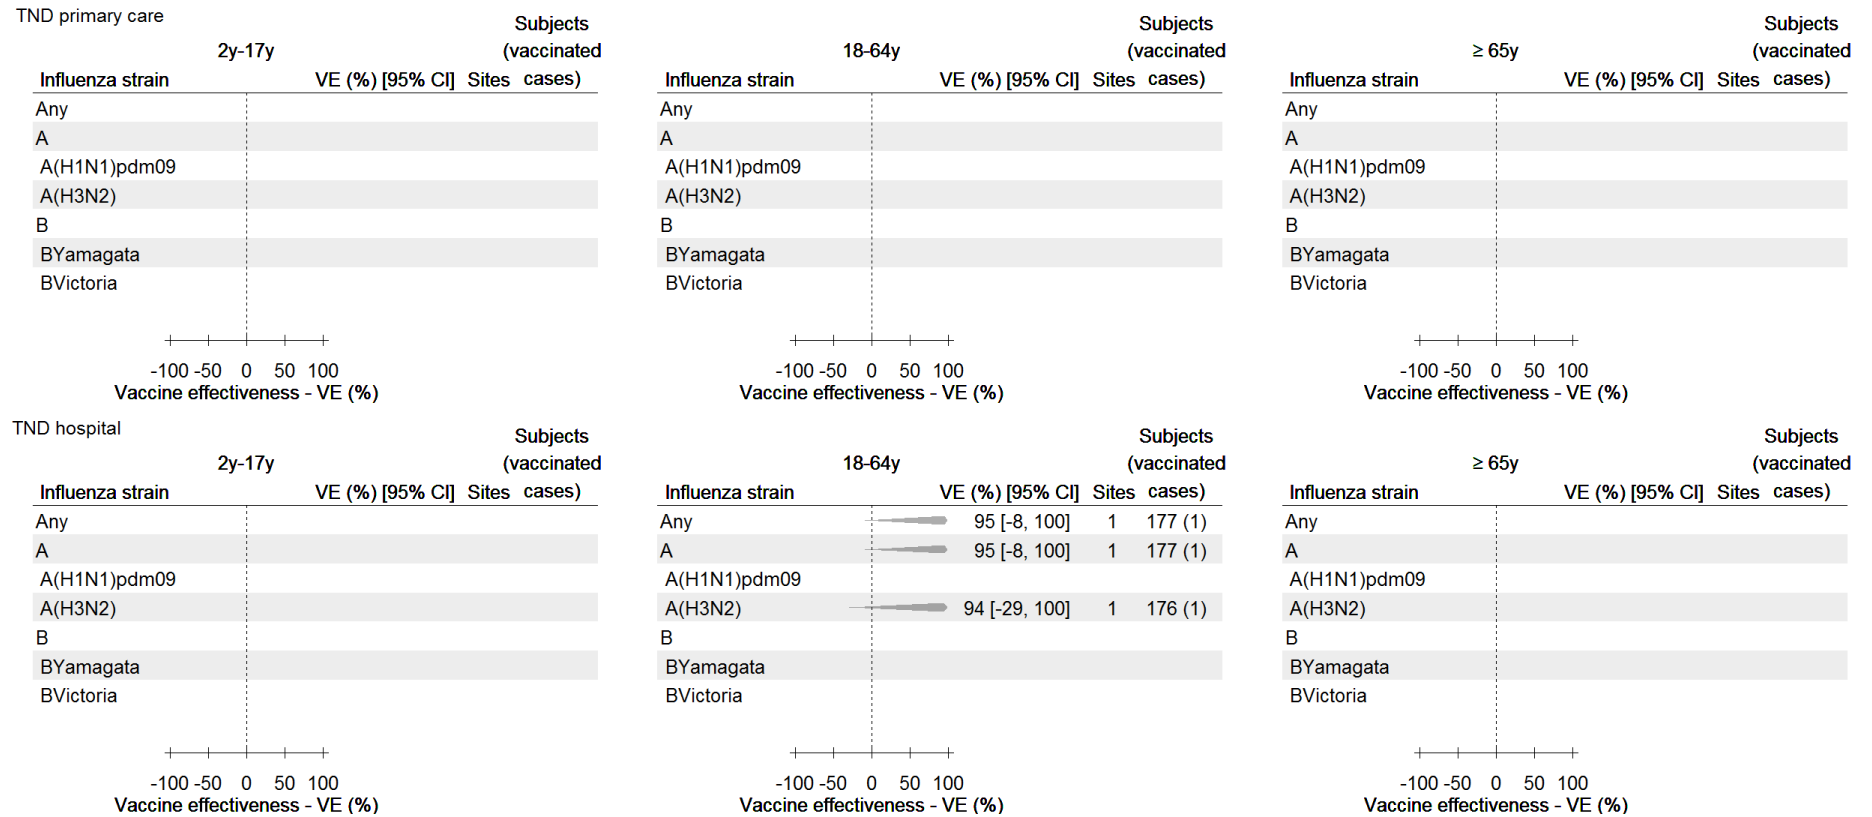 TND primary care
Subjects
(vaccinated
cases)
2y-17y
Influenza strain VE (%) [95% CI] Sites
Any
A
A(H1N1)pdm09
A(H3N2)
B
BYamagata
BVictoria
-100 -50 0 50 100
Vaccine effectiveness - VE (%)
Subjects
(vaccinated
cases)
18-64y
Influenza strain VE (%) [95% CI] Sites
Any
A
A(H1N1)pdm09
A(H3N2)
B
BYamagata
BVictoria
-100 -50 0 50 100
Vaccine effectiveness - VE (%)
Subjects
(vaccinated
cases)
≥ 65y
Influenza strain VE (%) [95% CI] Sites
Any
A
A(H1N1)pdm09
A(H3N2)
B
BYamagata
BVictoria
-100 -50 0 50 100
Vaccine effectiveness - VE (%)
TND hospital
Subjects
(vaccinated
cases)
2y-17y
Influenza strain VE (%) [95% CI] Sites
Any
A
A(H1N1)pdm09
A(H3N2)
B
BYamagata
BVictoria
-100 -50 0 50 100
Vaccine effectiveness - VE (%)
Subjects
(vaccinated
cases)
18-64y
Influenza strain VE (%) [95% CI] Sites
Any 95 [-8, 100] 1 177 (1)
A 95 [-8, 100] 1 177 (1)
A(H1N1)pdm09
A(H3N2) 94 [-29, 100] 1 176 (1)
B
BYamagata
BVictoria
-100 -50 0 50 100
Vaccine effectiveness - VE (%)
Subjects
(vaccinated
cases)
≥ 65y
Influenza strain VE (%) [95% CI] Sites
Any
A
A(H1N1)pdm09
A(H3N2)
B
BYamagata
BVictoria
-100 -50 0 50 100
Vaccine effectiveness - VE (%)